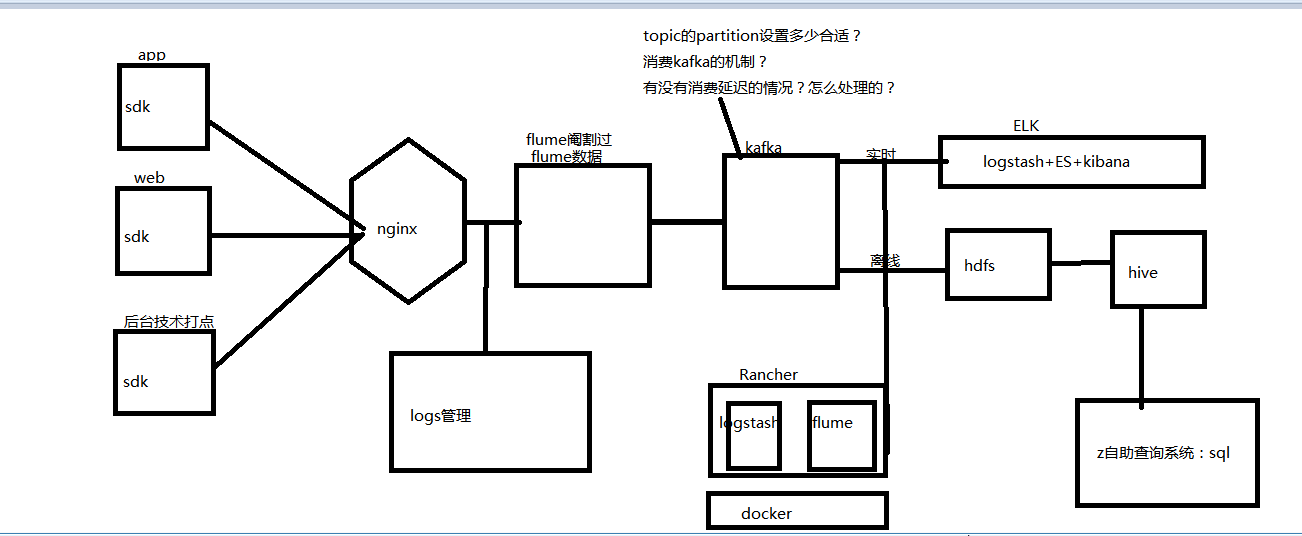 topic的partition设置多少合适？
消费kafka的机制？
有没有消费延迟的情况？怎么处理的？
app
sdk
web
sdk
后台技术打点
sdk
nginx
logs管理
flume阉割过
flume数据
kafka
实时
离线
ELK
logstash+ES+kibana
hdfs
hive
z自助查询系统：sql
Rancher
logstash
flume
docker